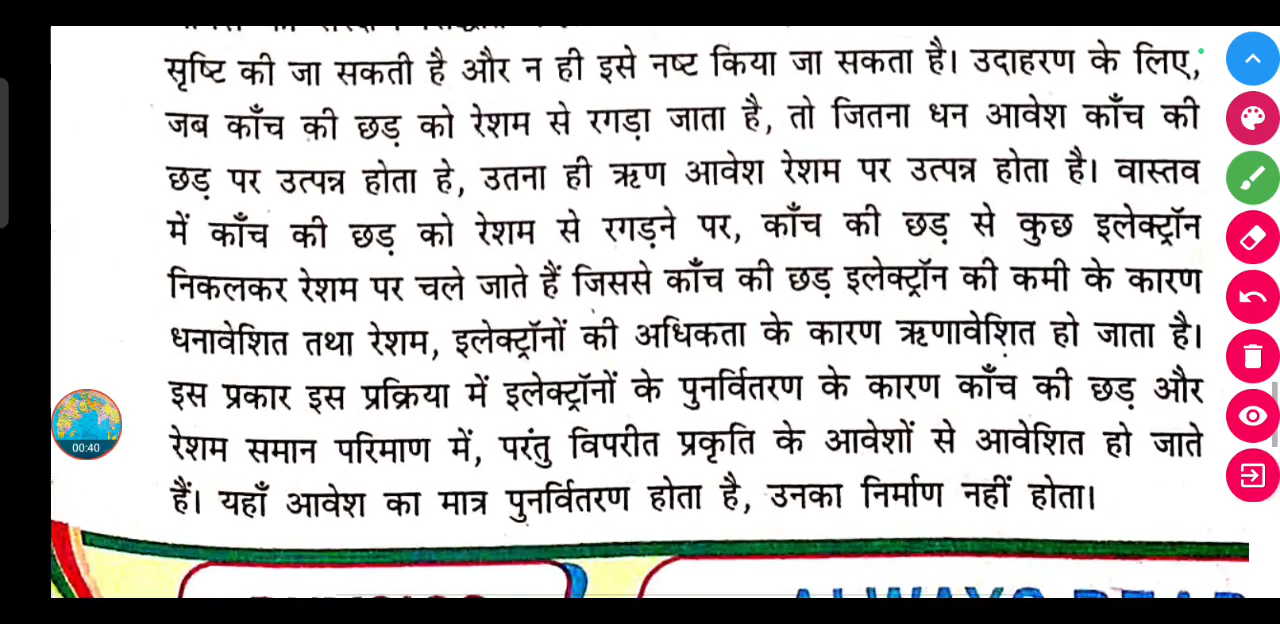 सृष्टि की जा सकती है और न ही इसे नष्ट किया जा सकता है। उदाहरण के लिए,
जब काँच की छड़ को रेशम से रगड़ा जाता है, तो जितना धन आवेश काँच की
छड़ पर उत्पन्न होता हे, उतना ही ऋण आवेश रेशम पर उत्पन्न होता है। वास्तव
में काँच की छड़ को रेशम से रगड़ने पर, काँच की छड़ से कुछ इलेक्ट्रॉन
निकलकर रेशम पर चले जाते हैं जिससे काँच की छड़ इलेक्ट्रॉन की कमी के कारण
धनावेशित तथा रेशम, इलेक्ट्रॉनों की अधिकता के कारण ऋणावेशित हो जाता है।
इस प्रकार इस प्रक्रिया में इलेक्ट्रॉनों के पुनर्वितरण के कारण काँच की छड़ और
रेशम समान परिमाण में, परंतु विपरीत प्रकृति के आवेशों से आवेशित हो जाते
हैं। यहाँ आवेश का मात्र पुनर्वितरण होता है, उनका निर्माण नहीं होता।
00:40
ALWAYS